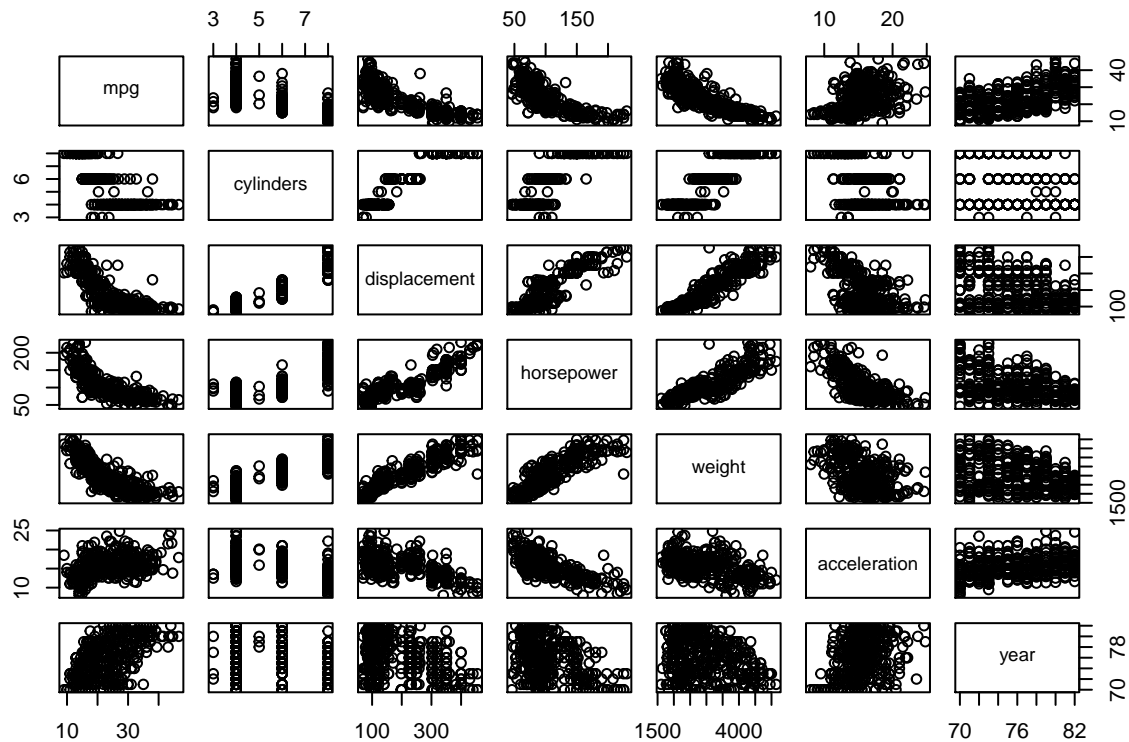 3 5 7
50 150
10 20
mpg
10 40
3 6
cylinders
displacement
100
50 200
horsepower
weight
1500
10 25
acceleration
year
70 78
10 30
100 300
1500 4000
70 76 82